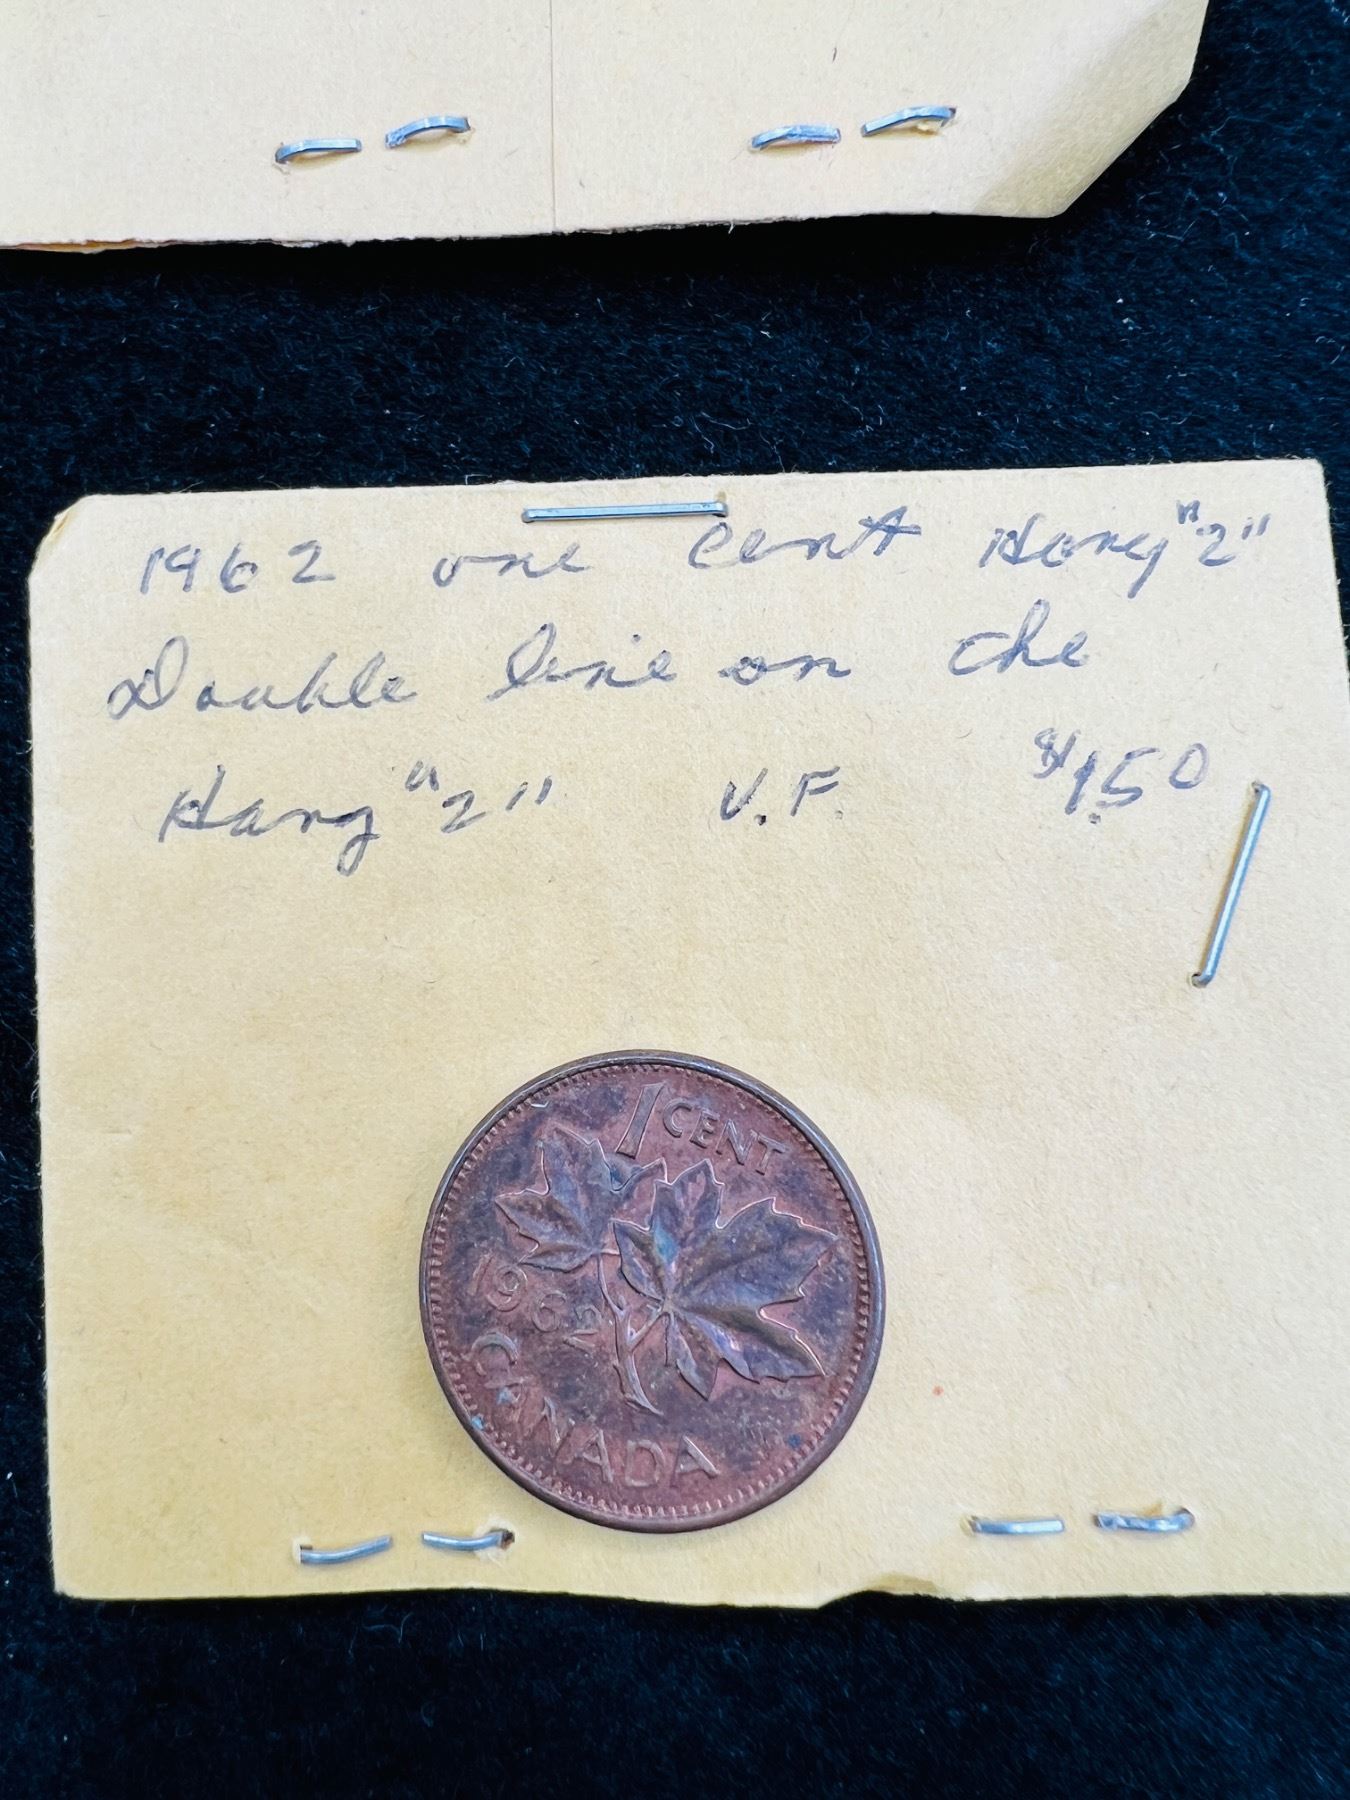 1962 one cent Hang "2"
Double line on the
Hang "2" V.F. $1.50
1 CENT
1962
CANADA